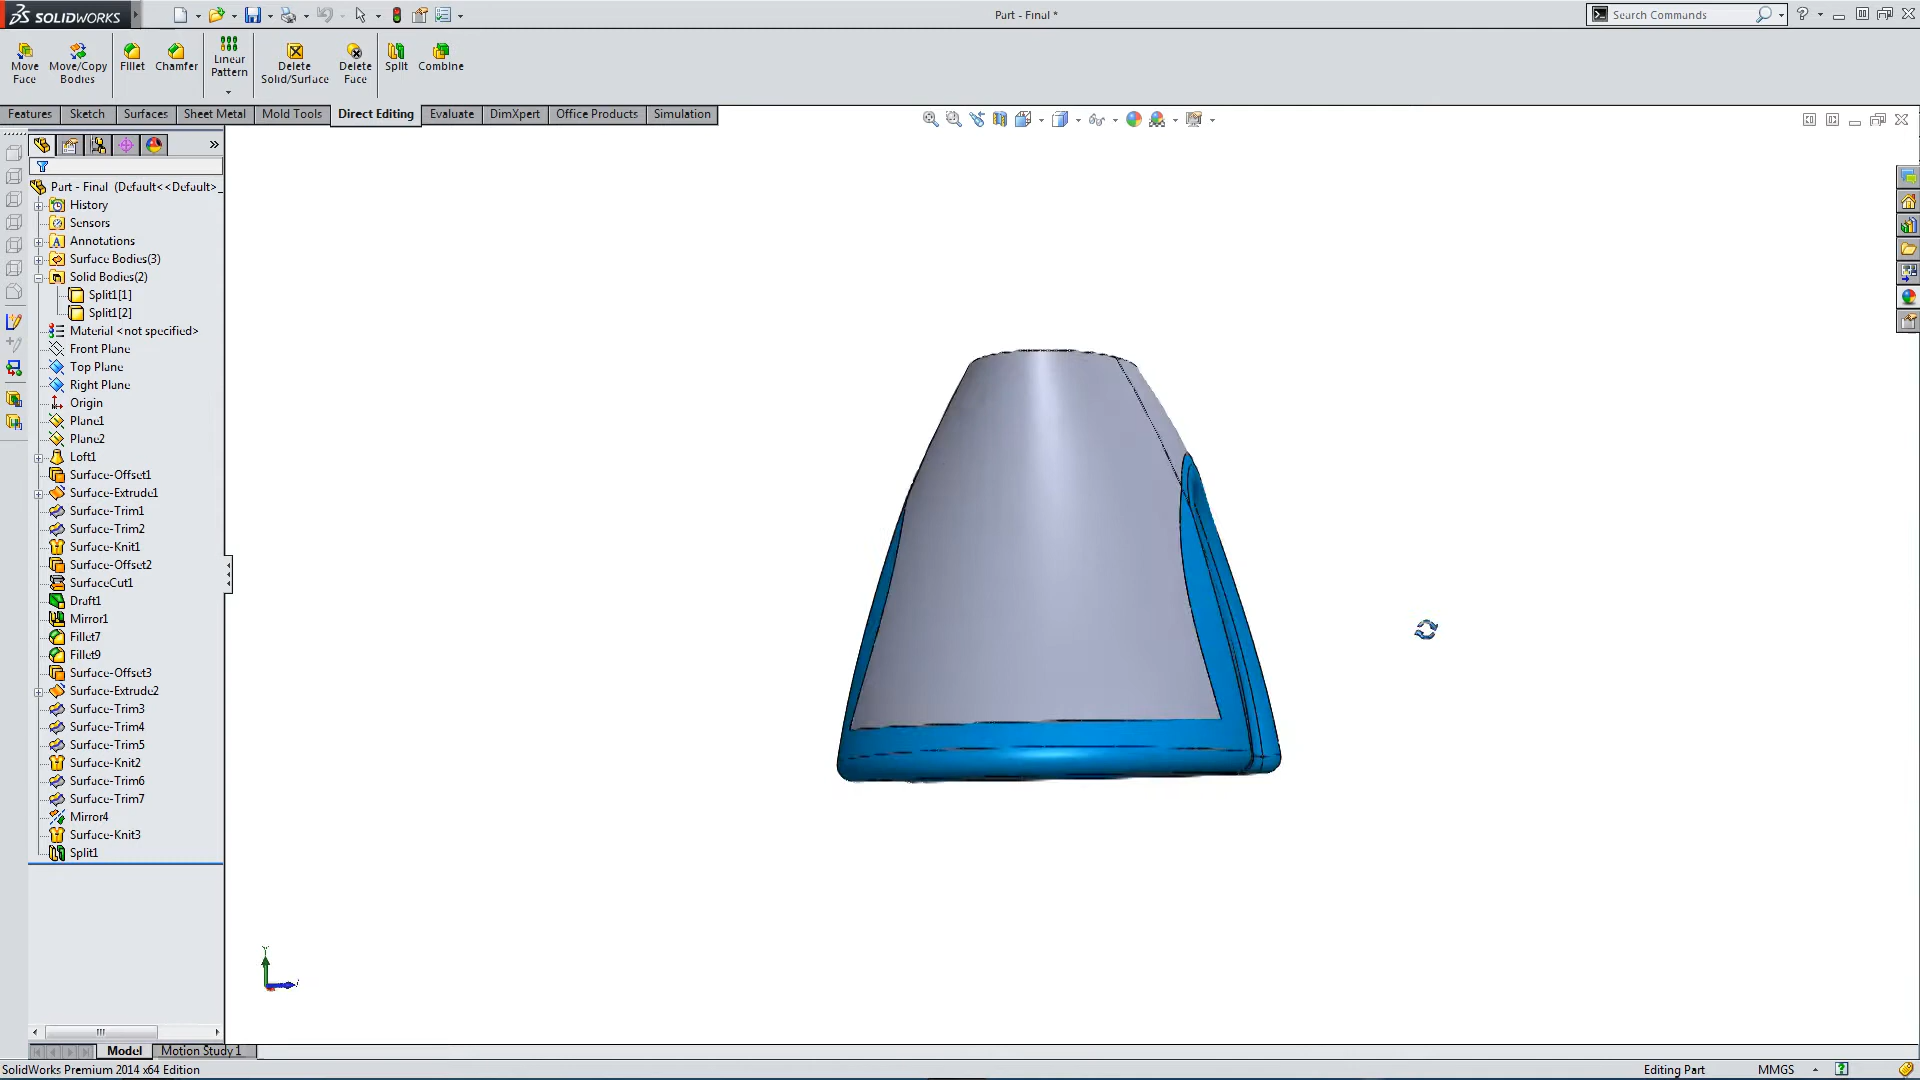 SOLIDWORKS
Part - Final *
Search Commands
Move Face
Move/Copy Bodies
Fillet
Chamfer
Linear Pattern
Delete Solid/Surface
Delete Face
Split
Combine
Features
Sketch
Surfaces
Sheet Metal
Mold Tools
Direct Editing
Evaluate
DimXpert
Office Products
Simulation
Part - Final (Default<<Default>_
History
Sensors
Annotations
Surface Bodies(3)
Solid Bodies(2)
Split1[1]
Split1[2]
Material <not specified>
Front Plane
Top Plane
Right Plane
Origin
Plane1
Plane2
Loft1
Surface-Offset1
Surface-Extrude1
Surface-Trim1
Surface-Trim2
Surface-Knit1
Surface-Offset2
SurfaceCut1
Draft1
Mirror1
Fillet7
Fillet9
Surface-Offset3
Surface-Extrude2
Surface-Trim3
Surface-Trim4
Surface-Trim5
Surface-Knit2
Surface-Trim6
Surface-Trim7
Mirror4
Surface-Knit3
Split1
Y
Model
Motion Study 1
SolidWorks Premium 2014 x64 Edition
Editing Part
MMGS